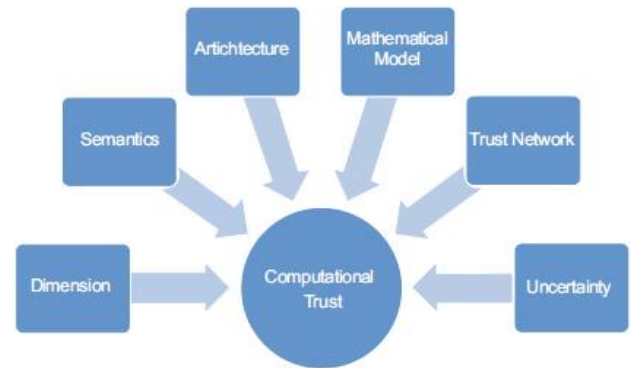 Artichtecture
Mathematical
Model
Semantics
Trust Network
Dimension
Computational
Trust
Uncertainty